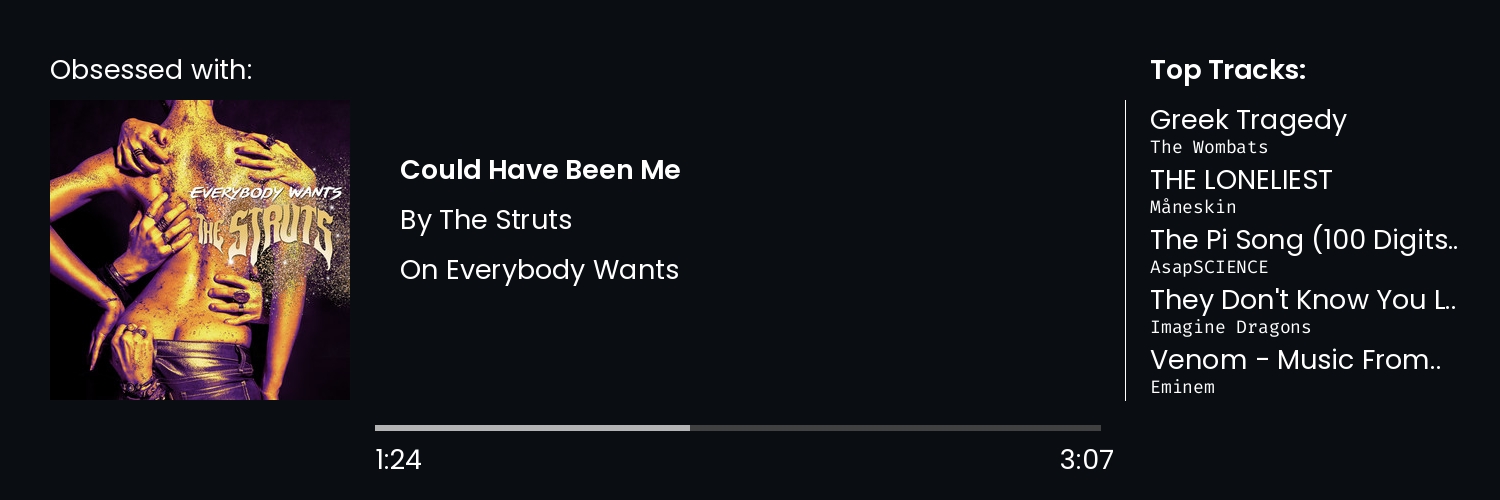 Obsessed with:
EVERYBODY WANTS
THE STRUTS
Could Have Been Me
By The Struts
On Everybody Wants
1:24
3:07
Top Tracks:
Greek Tragedy
The Wombats
THE LONELIEST
Måneskin
The Pi Song (100 Digits..
AsapSCIENCE
They Don't Know You L..
Imagine Dragons
Venom - Music From..
Eminem